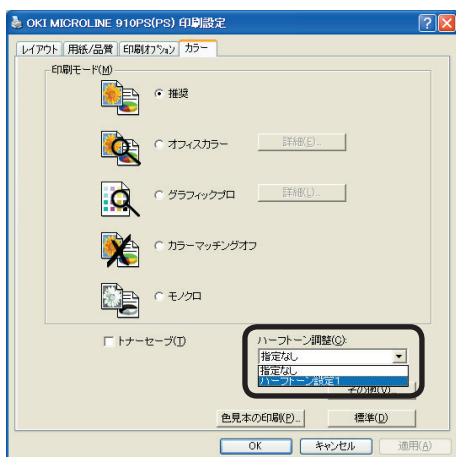 OKI MICROLINE 910PS(PS) 印刷設定
レイアウト 用紙/品質 印刷オプション カラー
印刷モード(M)
推奨
オフィスカラー 詳細(E)...
グラフィックプロ 詳細(L)...
カラーマッチングオフ
モノクロ
トナーセーブ(T)
ハーフトーン調整(C):
指定なし
指定なし
ハーフトーン設定1
色見本の印刷(P)... 標準(D)
OK キャンセル 適用(A)